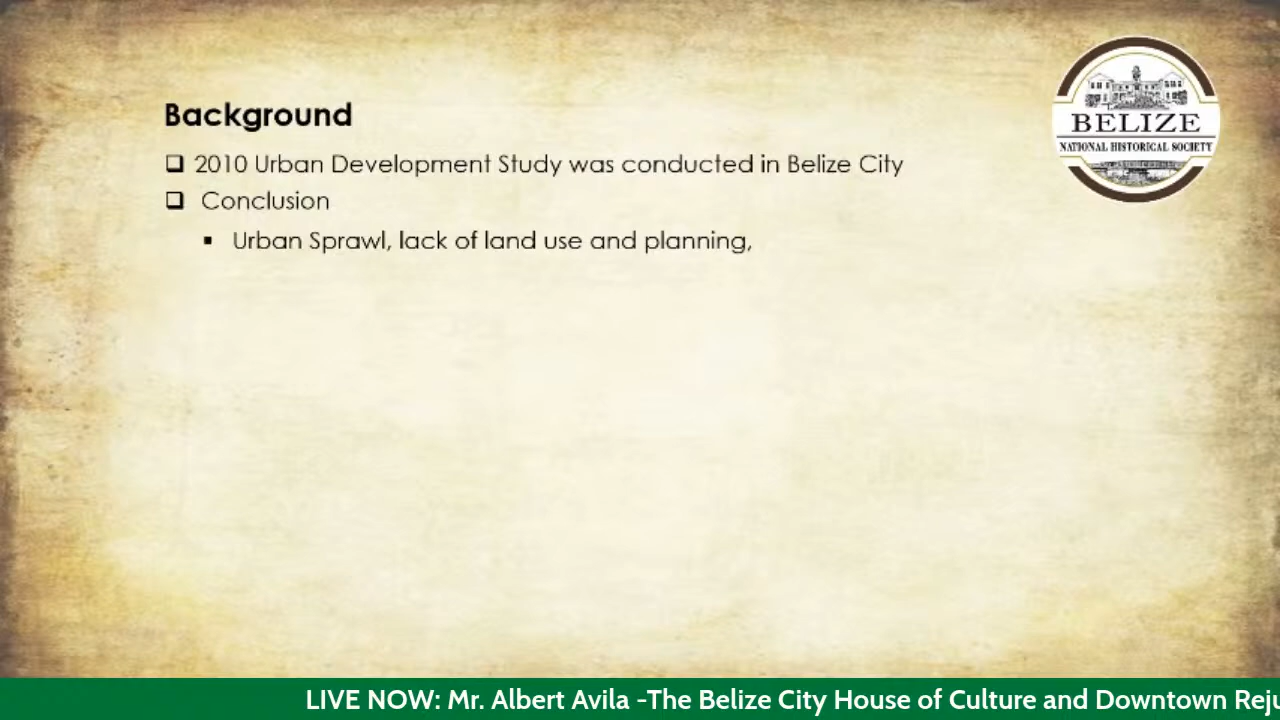 Background
2010 Urban Development Study was conducted in Belize City
Conclusion
Urban Sprawl, lack of land use and planning,
BELIZE
NATIONAL HISTORICAL SOCIETY
LIVE NOW: Mr. Albert Avila -The Belize City House of Culture and Downtown Reju